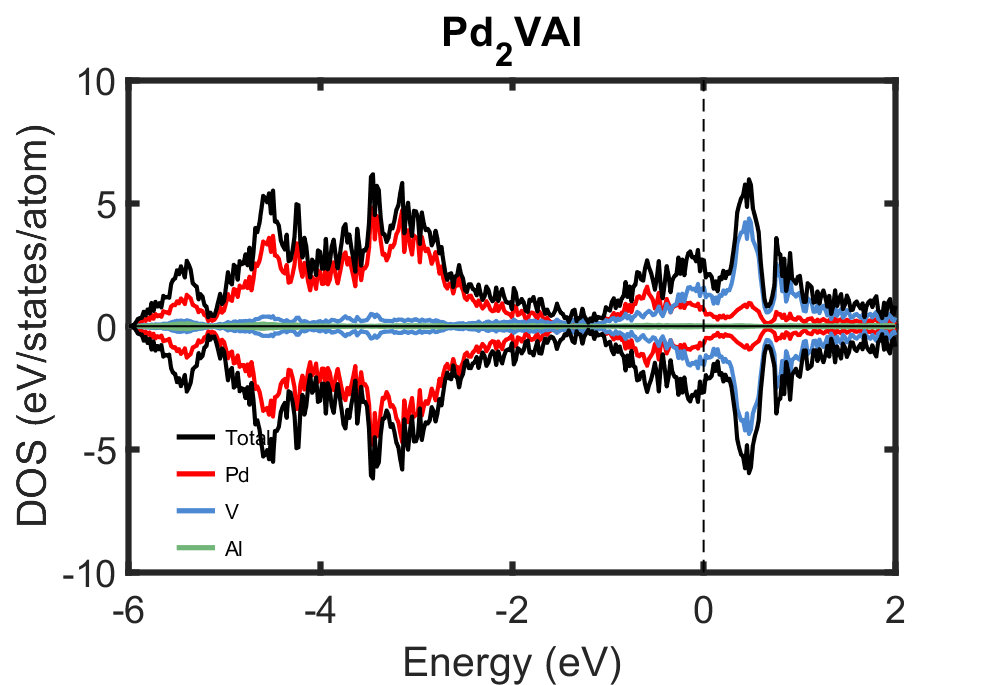 Pd2VAl
10
5
0
-5
-10
DOS (eV/states/atom)
Total
Pd
V
Al
-6 -4 -2 0 2
Energy (eV)